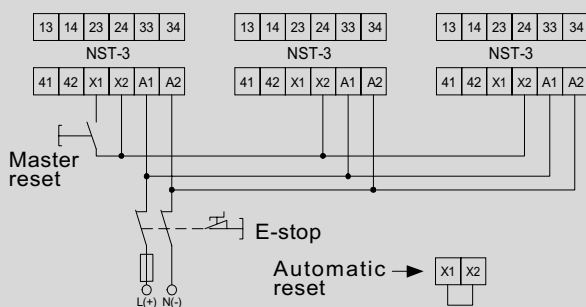 13 14 23 24 33 34 13 14 23 24 33 34 13 14 23 24 33 34
NST-3 NST-3 NST-3
41 42 X1 X2 A1 A2 41 42 X1 X2 A1 A2 41 42 X1 X2 A1 A2
Master
reset
E-stop
Automatic
reset
X1 X2
L(+) N(-)